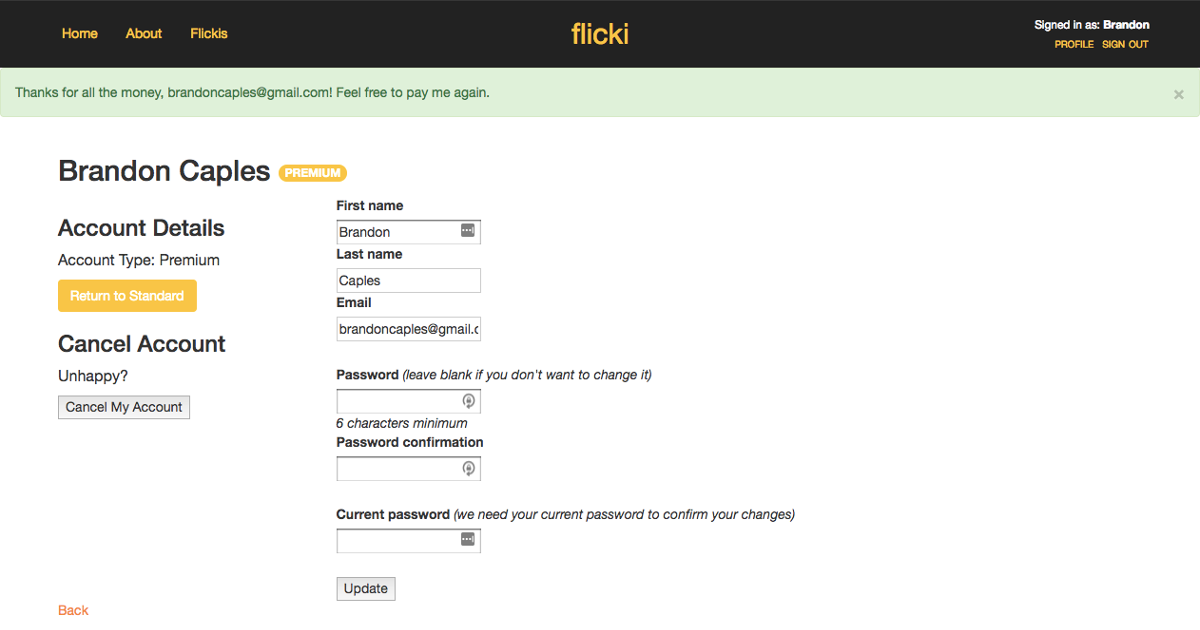 Home About Flickis
flicki
Signed in as: Brandon
PROFILE SIGN OUT
Thanks for all the money, brandoncaples@gmail.com! Feel free to pay me again.
×
Brandon Caples PREMIUM
Account Details
Account Type: Premium
Return to Standard
Cancel Account
Unhappy?
Cancel My Account
First name
Brandon
Last name
Caples
Email
brandoncaples@gmail.c
Password (leave blank if you don't want to change it)
6 characters minimum
Password confirmation
Current password (we need your current password to confirm your changes)
Update
Back